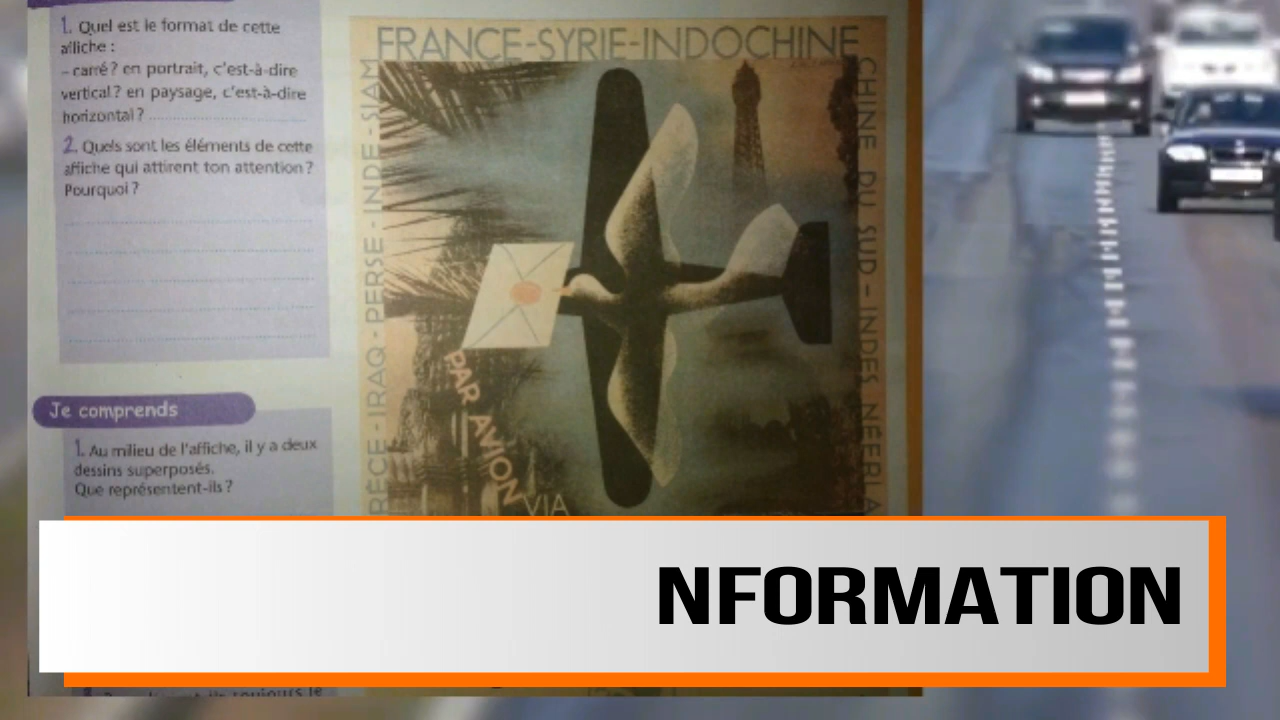 1. Quel est le format de cette
affiche :
– carré ? en portrait, c'est-à-dire
vertical ? en paysage, c'est-à-dire
horizontal ?
2. Quels sont les éléments de cette
affiche qui attirent ton attention ?
Pourquoi ?
Je comprends
1. Au milieu de l'affiche, il y a deux
dessins superposés.
Que représentent-ils ?
FRANCE-SYRIE-INDOCHINE
RÈCE - IRAQ - PERSE - INDE - SIAM
CHINE DU SUD - INDES NEERLA
PAR AVION
VIA
NFORMATION